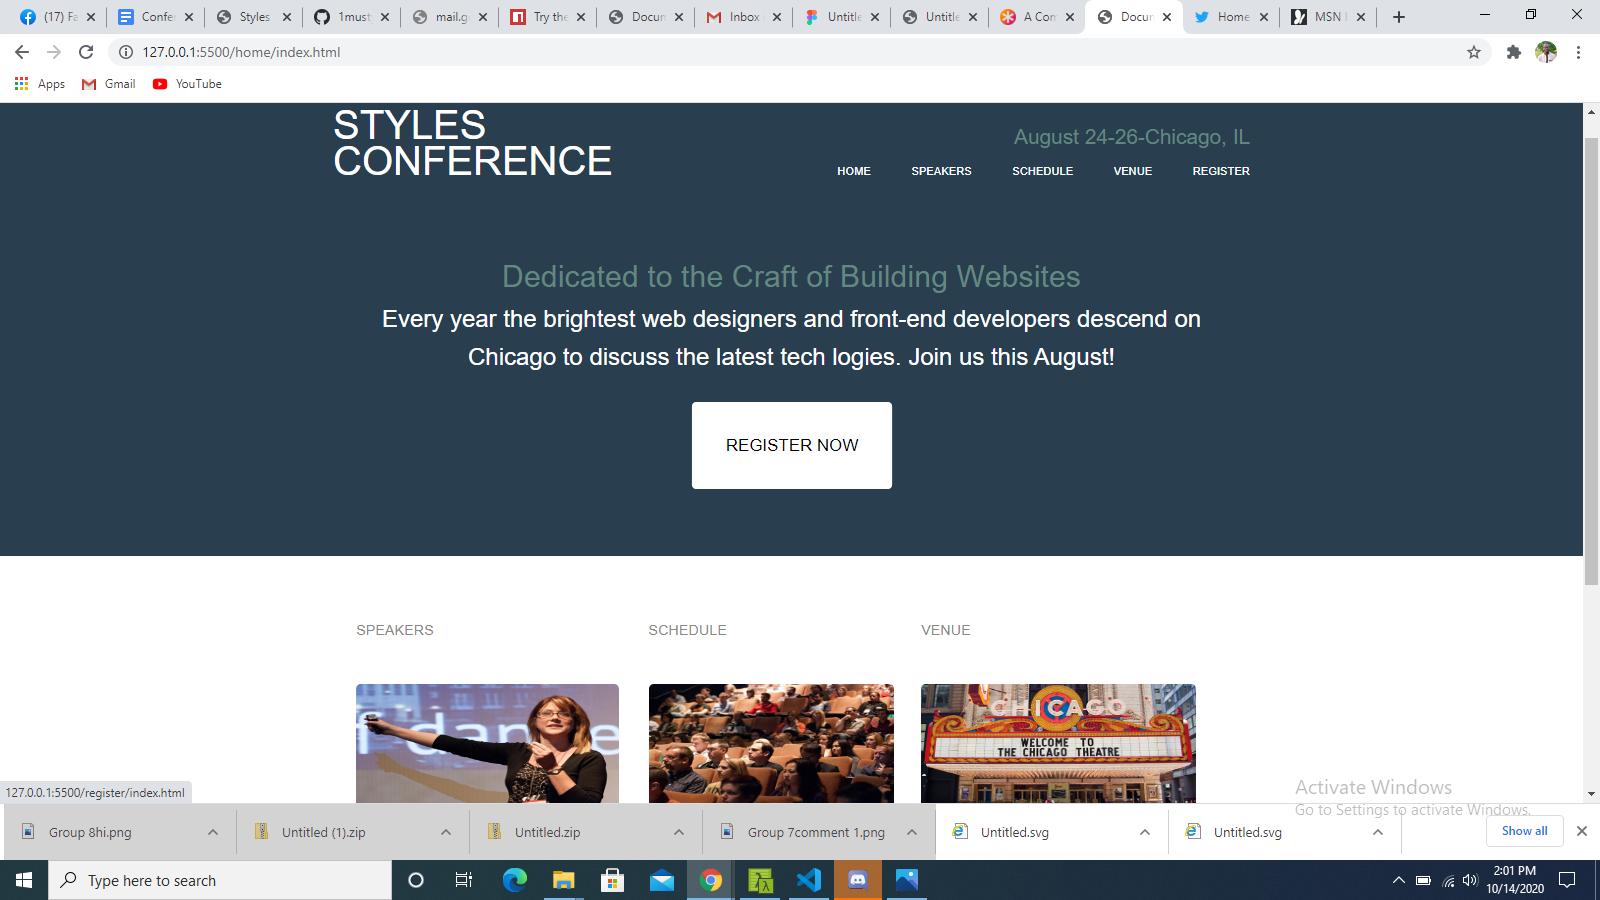 (17) Fa
Confer
Styles
1must
mail.g
Try the
Docum
Inbox
Untitle
Untitle
A Com
Docum
Home
MSN
127.0.0.1:5500/home/index.html
Apps
Gmail
YouTube
STYLES
CONFERENCE
August 24-26-Chicago, IL
HOME
SPEAKERS
SCHEDULE
VENUE
REGISTER
Dedicated to the Craft of Building Websites
Every year the brightest web designers and front-end developers descend on
Chicago to discuss the latest tech logies. Join us this August!
REGISTER NOW
SPEAKERS
SCHEDULE
VENUE
f dance
CHICAGO
WELCOME TO
THE CHICAGO THEATRE
127.0.0.1:5500/register/index.html
Activate Windows
Go to Settings to activate Windows.
Group 8hi.png
Untitled (1).zip
Untitled.zip
Group 7comment 1.png
Untitled.svg
Untitled.svg
Show all
Type here to search
2:01 PM
10/14/2020